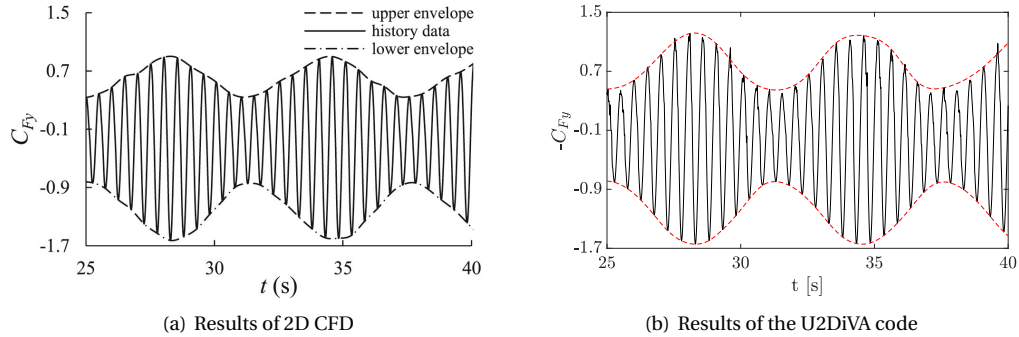 1.5
0.7
-0.1
-0.9
-1.7
C_Fy
upper envelope
history data
lower envelope
25
30
35
40
t (s)
(a) Results of 2D CFD
1.5
0.7
-0.1
-0.9
-1.7
-C_Fy
25
30
35
40
t [s]
(b) Results of the U2DiVA code